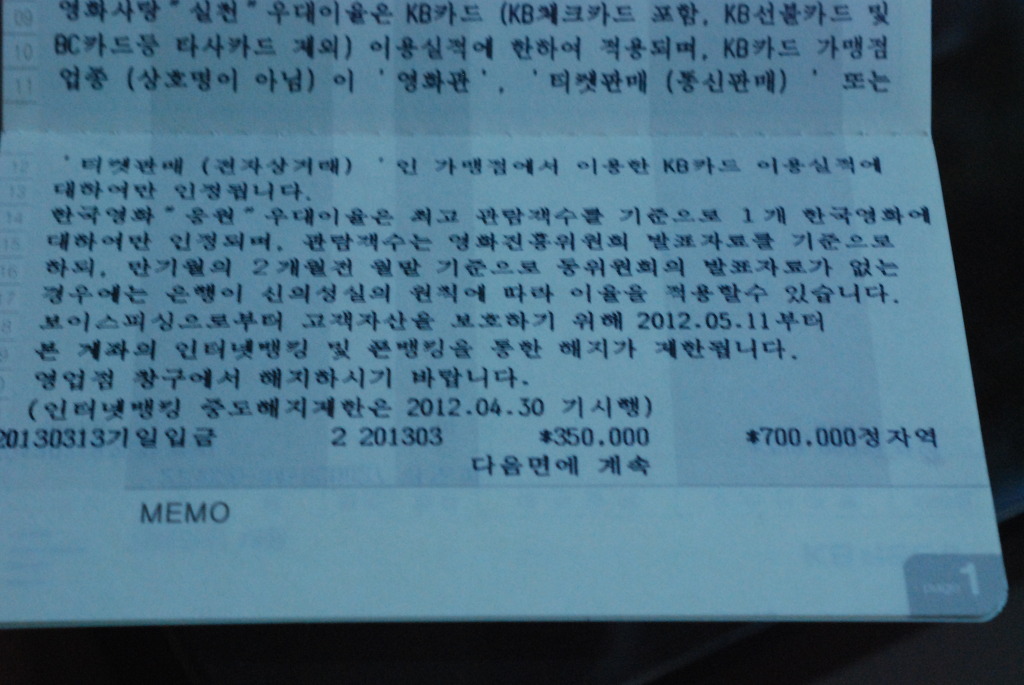 09 영화사랑"실천"우대이율은 KB카드 (KB체크카드 포함, KB선불카드 및
10 BC카드등 타사카드 제외) 이용실적에 한하여 적용되며, KB카드 가맹점
11 업종 (상호명이 아님) 이 '영화관', '티켓판매 (통신판매) ' 또는
12 '티켓판매 (전자상거래) '인 가맹점에서 이용한 KB카드 이용실적에
13 대하여만 인정됩니다.
14 한국영화"응원"우대이율은 최고 관람객수를 기준으로 1개 한국영화에
15 대하여만 인정되며, 관람객수는 영화진흥위원회 발표자료를 기준으로
16 하되, 만기월의 2개월전 월말 기준으로 동위원회의 발표자료가 없는
17 경우에는 은행이 신의성실의 원칙에 따라 이율을 적용할수 있습니다.
보이스피싱으로부터 고객자산을 보호하기 위해 2012.05.11부터
본 계좌의 인터넷뱅킹 및 폰뱅킹을 통한 해지가 제한됩니다.
영업점 창구에서 해지하시기 바랍니다.
(인터넷뱅킹 중도해지제한은 2012.04.30 기시행)
20130313기일입금 2 201303 *350.000 *700.000정자역
다음면에 계속
MEMO
page 1